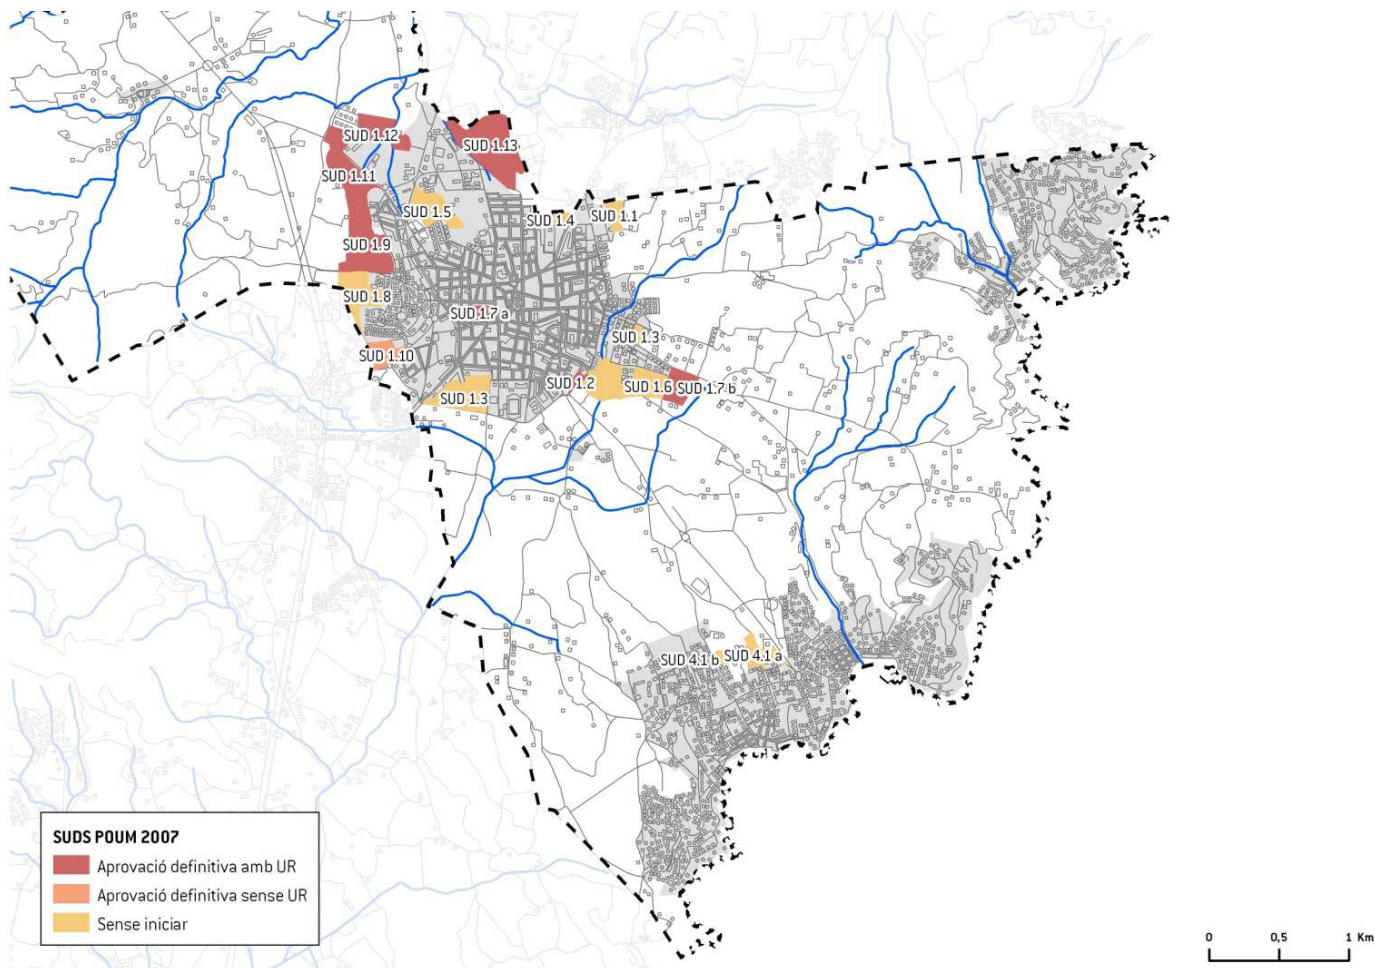 SUD 1.12
SUD 1.13
SUD 1.11
SUD 1.5
SUD 1.4
SUD 1.1
SUD 1.9
SUD 1.8
SUD 1.7 a
SUD 1.3
SUD 1.10
SUD 1.2
SUD 1.6
SUD 1.7 b
SUD 1.3
SUD 4.1 b
SUD 4.1 a
SUDS POUM 2007
Aprovació definitiva amb UR
Aprovació definitiva sense UR
Sense iniciar
0 0,5 1 Km